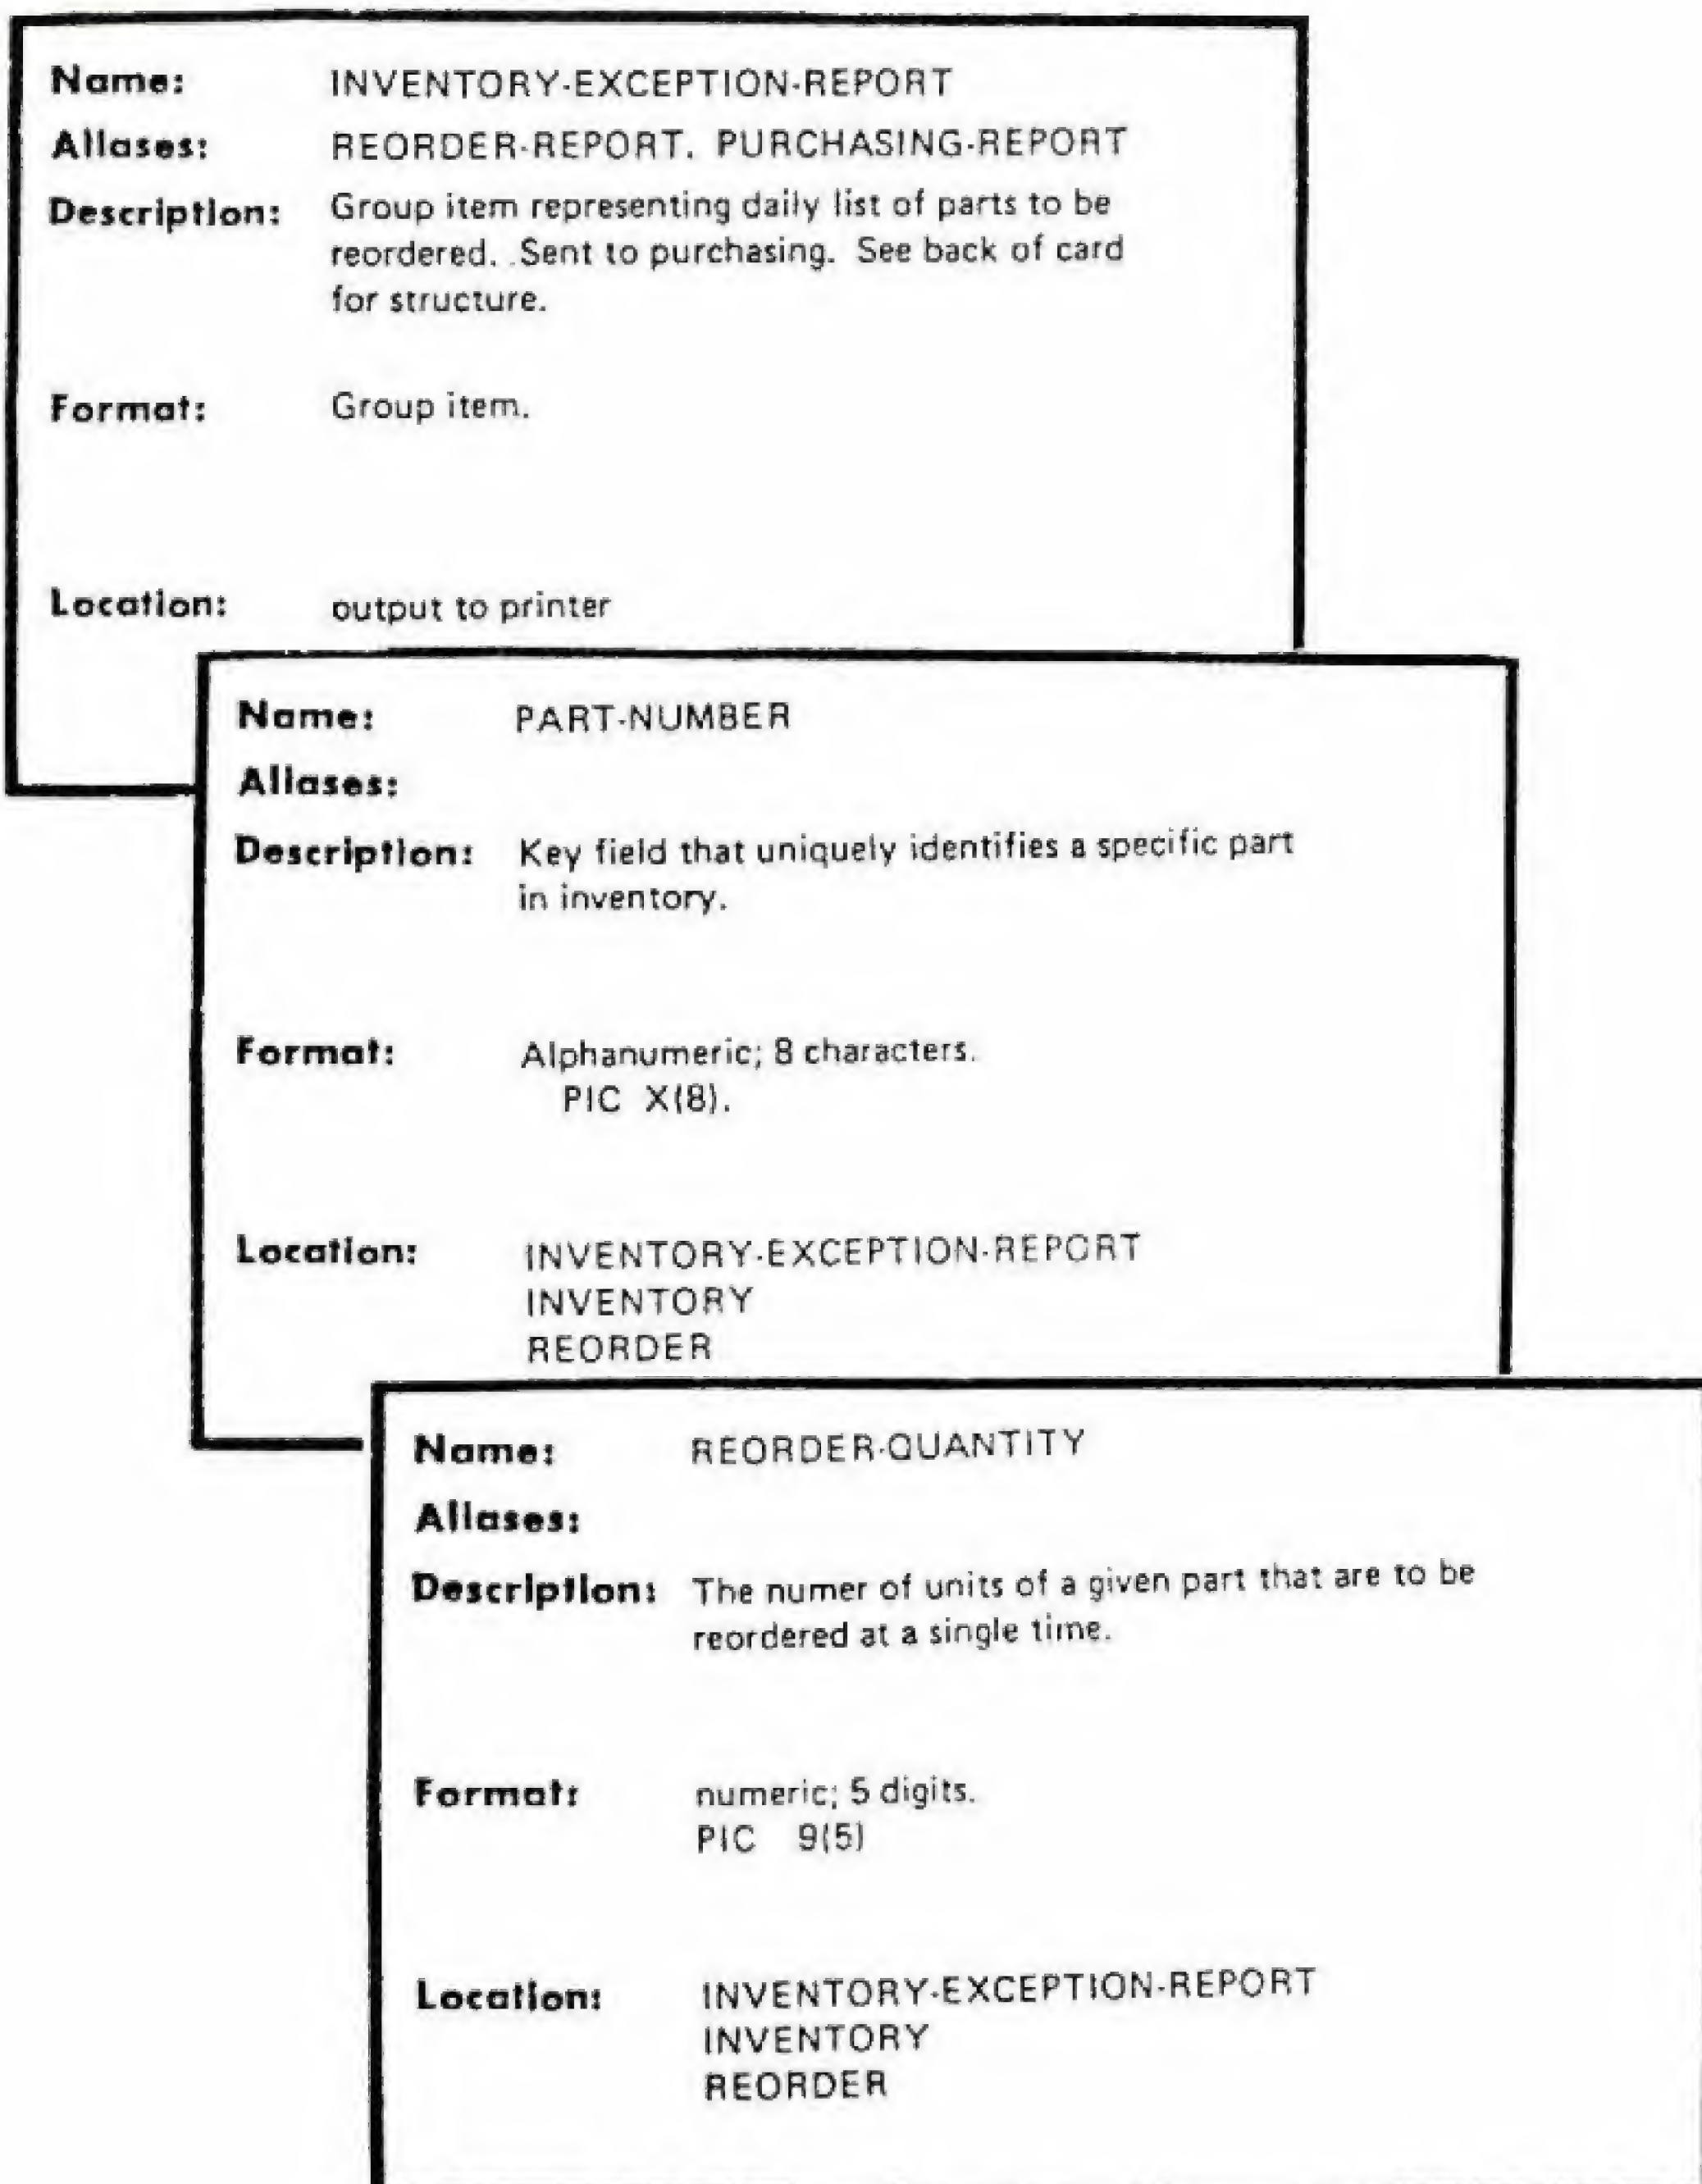 Name: INVENTORY-EXCEPTION-REPORT
Aliases: REORDER-REPORT, PURCHASING-REPORT
Description: Group item representing daily list of parts to be
reordered. Sent to purchasing. See back of card
for structure.
Format: Group item.
Location: output to printer
Name: PART-NUMBER
Aliases:
Description: Key field that uniquely identifies a specific part
in inventory.
Format: Alphanumeric; 8 characters.
PIC X(8).
Location: INVENTORY-EXCEPTION-REPORT
INVENTORY
REORDER
Name: REORDER-QUANTITY
Aliases:
Description: The numer of units of a given part that are to be
reordered at a single time.
Format: numeric; 5 digits.
PIC 9(5)
Location: INVENTORY-EXCEPTION-REPORT
INVENTORY
REORDER